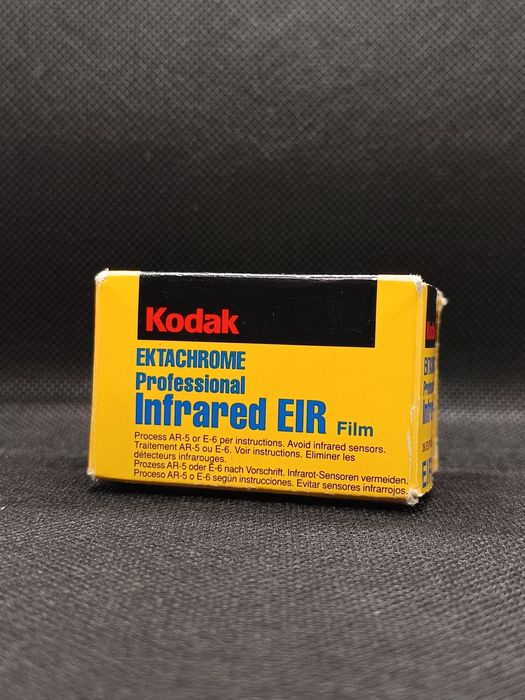 Kodak
EKTACHROME
Professional
Infrared EIR Film
Process AR-5 or E-6 per instructions. Avoid infrared sensors.
Traitement AR-5 ou E-6. Voir instructions. Eliminer les
détecteurs infrarouges.
Prozess AR-5 oder E-6 nach Vorschrift. Infrarot-Sensoren vermeiden.
Proceso AR-5 o E-6 según instrucciones. Evitar sensores infrarrojos.
Kodak